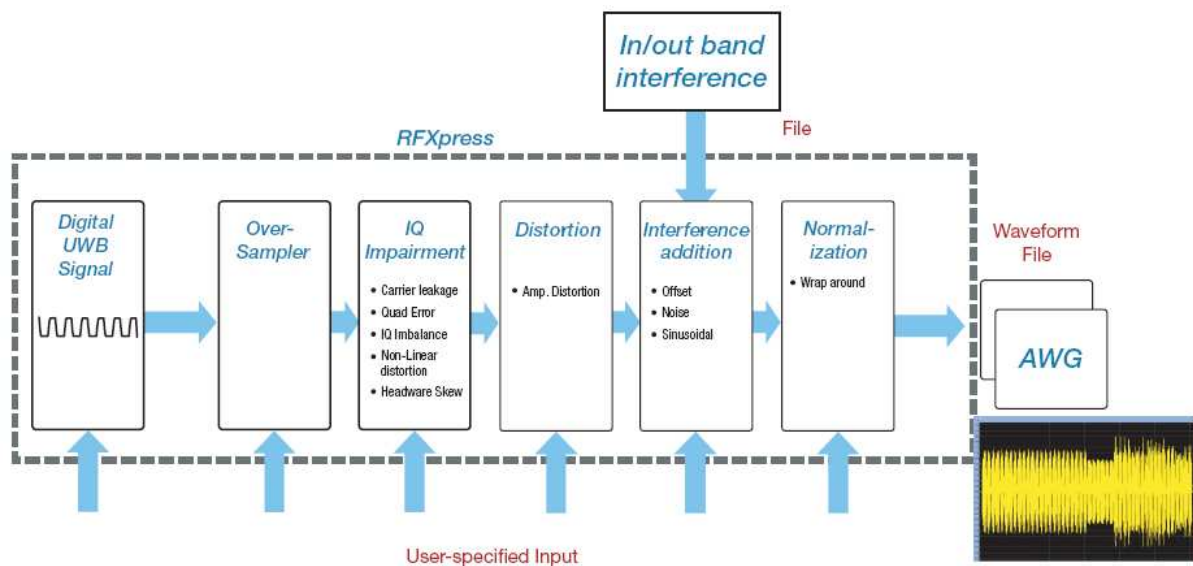 In/out band
interference
File
RFXpress
Digital
UWB
Signal
Over-
Sampler
IQ
Impairment
• Carrier leakage
• Quad Error
• IQ Imbalance
• Non-Linear
distortion
• Headware Skew
Distortion
• Amp. Distortion
Interference
addition
• Offset
• Noise
• Sinusoidal
Normal-
ization
• Wrap around
Waveform
File
AWG
User-specified Input